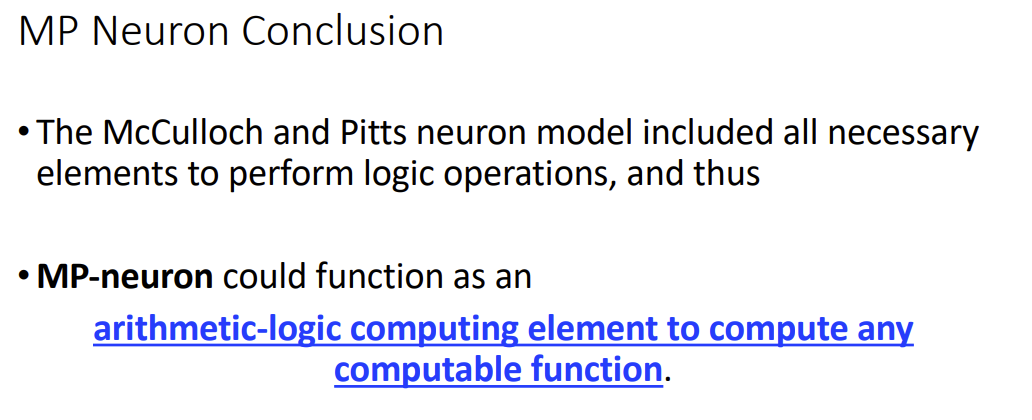 MP Neuron Conclusion
• The McCulloch and Pitts neuron model included all necessary
elements to perform logic operations, and thus
• MP-neuron could function as an
arithmetic-logic computing element to compute any
computable function.